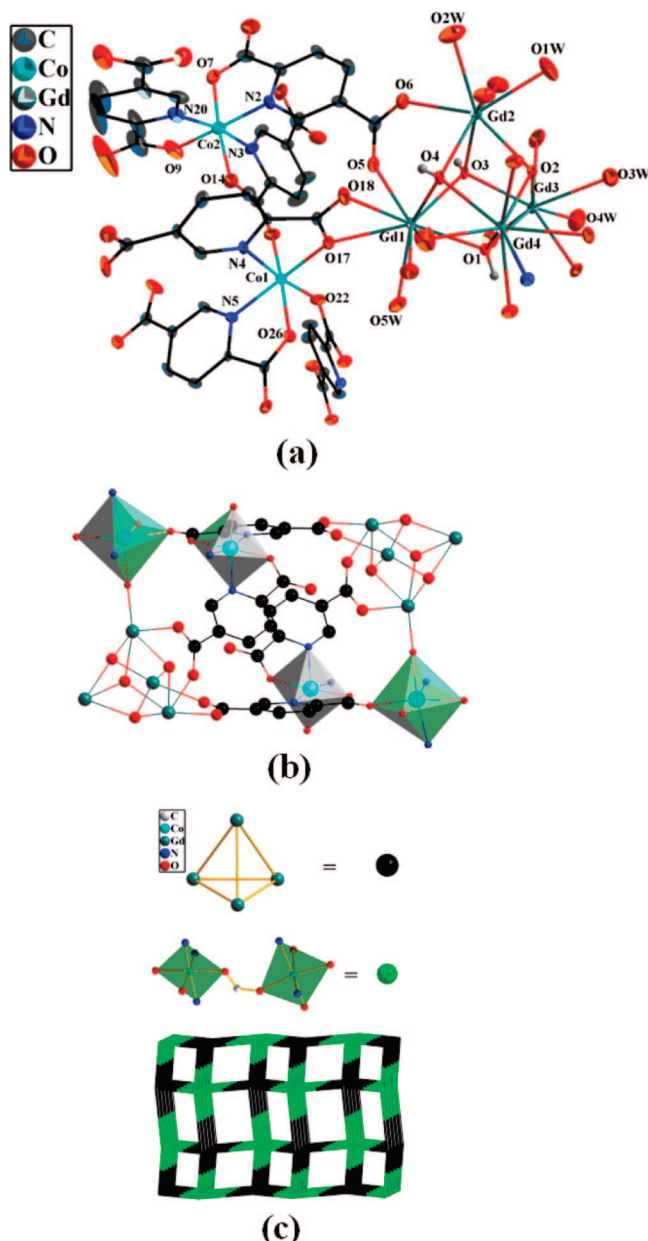 C
Co
Gd
N
O
O2W
O1W
O7
N2
O6
Gd2
N20
Co2
N3
O4
O3
O2
O9
O5
Gd3
O3W
O14
O18
O4W
Gd1
Gd4
N4
O17
O1
Co1
N5
O22
O5W
O26
(a)
(b)
C
Co
Gd
N
O
=
=
(c)